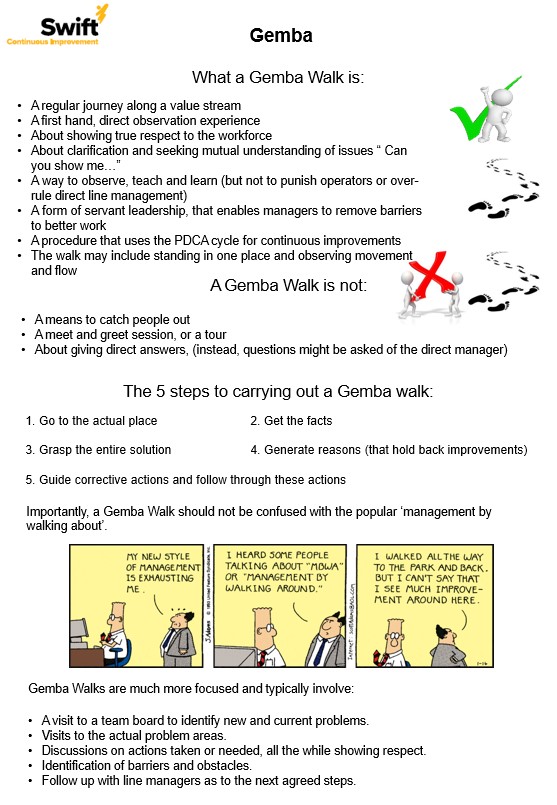 Swift
Continuous Improvement
Gemba
What a Gemba Walk is:
• A regular journey along a value stream
• A first hand, direct observation experience
• About showing true respect to the workforce
• About clarification and seeking mutual understanding of issues “ Can
you show me…”
• A way to observe, teach and learn (but not to punish operators or over-
rule direct line management)
• A form of servant leadership, that enables managers to remove barriers
to better work
• A procedure that uses the PDCA cycle for continuous improvements
• The walk may include standing in one place and observing movement
and flow
A Gemba Walk is not:
• A means to catch people out
• A meet and greet session, or a tour
• About giving direct answers, (instead, questions might be asked of the direct manager)
The 5 steps to carrying out a Gemba walk:
1. Go to the actual place 2. Get the facts
3. Grasp the entire solution 4. Generate reasons (that hold back improvements)
5. Guide corrective actions and follow through these actions
Importantly, a Gemba Walk should not be confused with the popular ‘management by
walking about’.
MY NEW STYLE
OF MANAGEMENT
IS EXHAUSTING
ME.
I HEARD SOME PEOPLE
TALKING ABOUT "MBWA"
OR "MANAGEMENT BY
WALKING AROUND."
I WALKED ALL THE WAY
TO THE PARK AND BACK.
BUT I CAN'T SAY THAT
I SEE MUCH IMPROVE-
MENT AROUND HERE.
S.Adams
1-16
Gemba Walks are much more focused and typically involve:
• A visit to a team board to identify new and current problems.
• Visits to the actual problem areas.
• Discussions on actions taken or needed, all the while showing respect.
• Identification of barriers and obstacles.
• Follow up with line managers as to the next agreed steps.